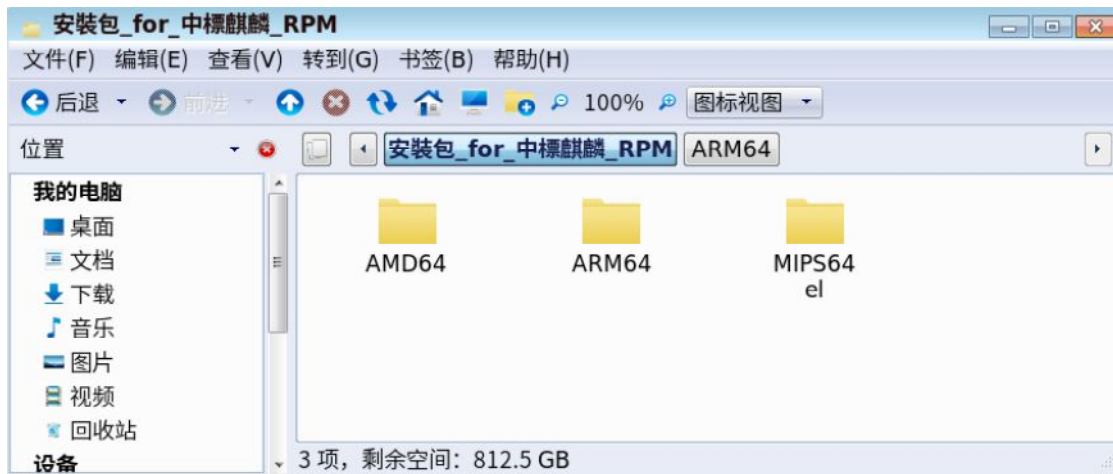 安裝包_for_中標麒麟_RPM
文件(F) 编辑(E) 查看(V) 转到(G) 书签(B) 帮助(H)
后退 前进 100% 图标视图
位置 安裝包_for_中標麒麟_RPM ARM64
我的电脑
桌面
文档
下载
音乐
图片
视频
回收站
设备
AMD64 ARM64 MIPS64
el
3 项，剩余空间：812.5 GB